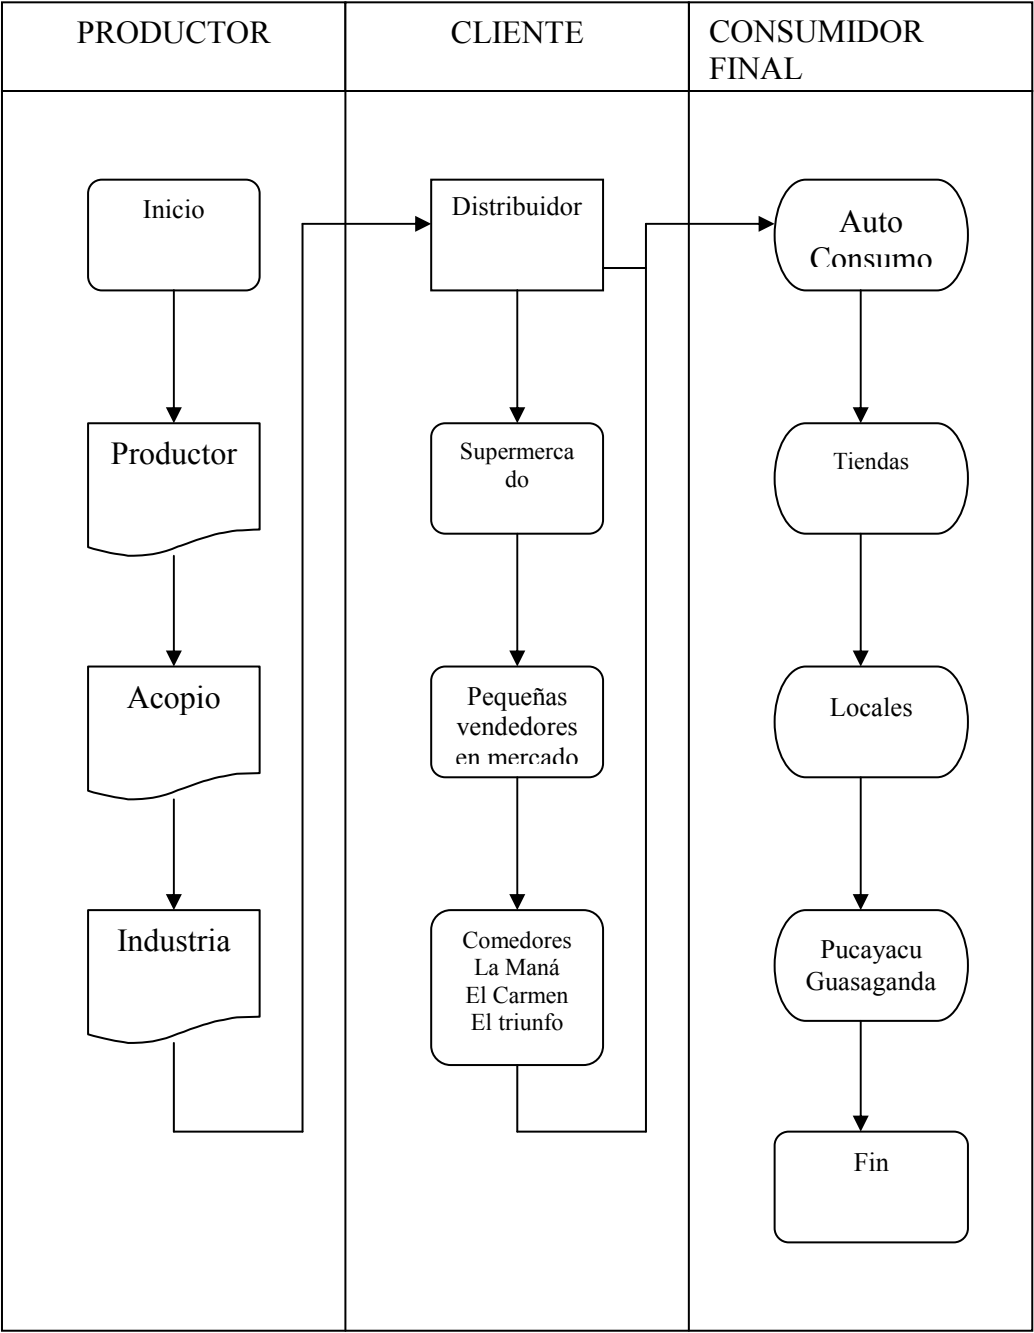 PRODUCTOR
CLIENTE
CONSUMIDOR
FINAL
Inicio
Productor
Acopio
Industria
Distribuidor
Supermerca
do
Pequeñas
vendedores
en mercado
Comedores
La Maná
El Carmen
El triunfo
Auto
Consumo
Tiendas
Locales
Pucayacu
Guasaganda
Fin